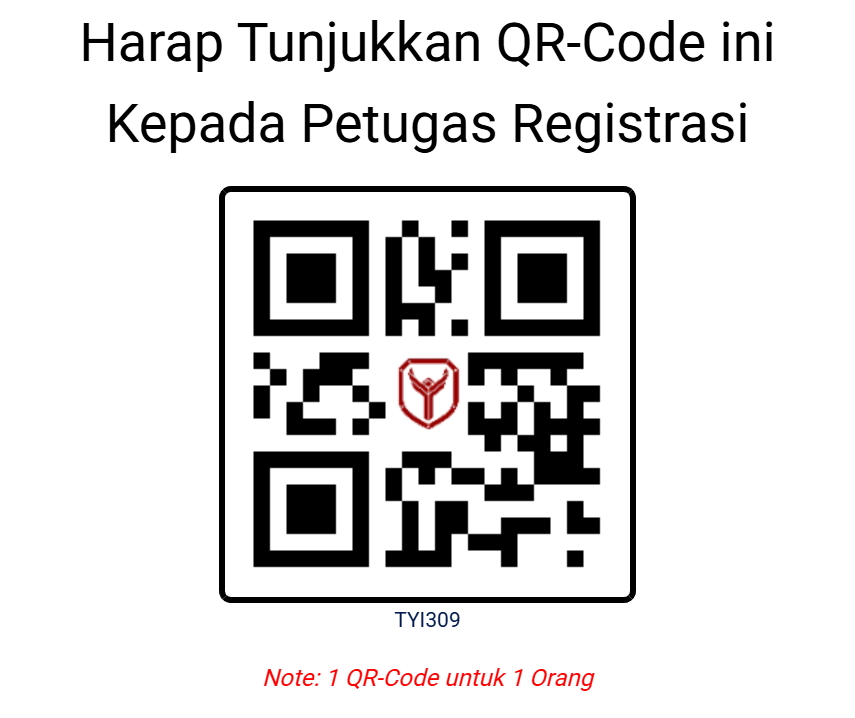 Harap Tunjukkan QR-Code ini
Kepada Petugas Registrasi
TYI309
Note: 1 QR-Code untuk 1 Orang